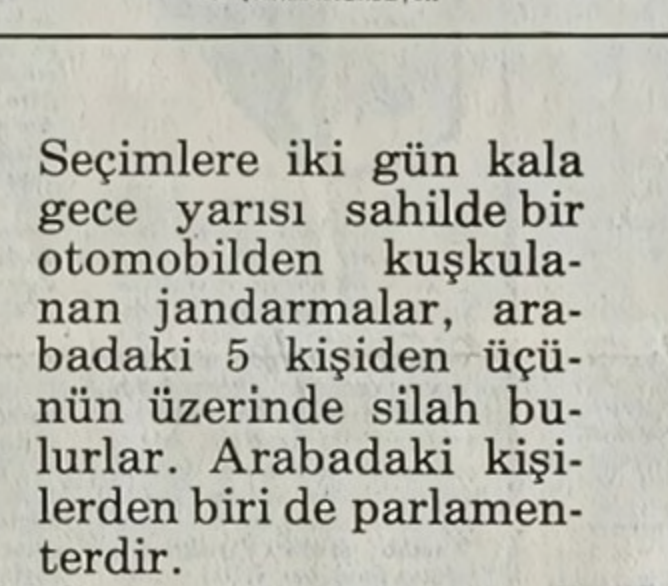 Seçimlere iki gün kala
gece yarısı sahilde bir
otomobilden kuşkula-
nan jandarmalar, ara-
badaki 5 kişiden üçü-
nün üzerinde silah bu-
lurlar. Arabadaki kişi-
lerden biri de parlamen-
terdir.